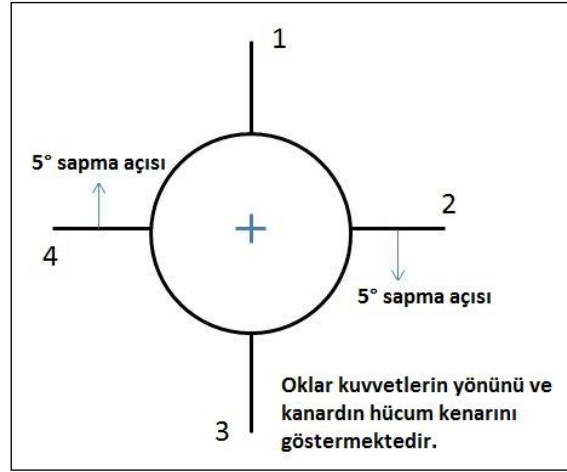 1
5° sapma açısı
2
4
5° sapma açısı
Oklar kuvvetlerin yönünü ve
kanardın hücum kenarını
göstermektedir.
3